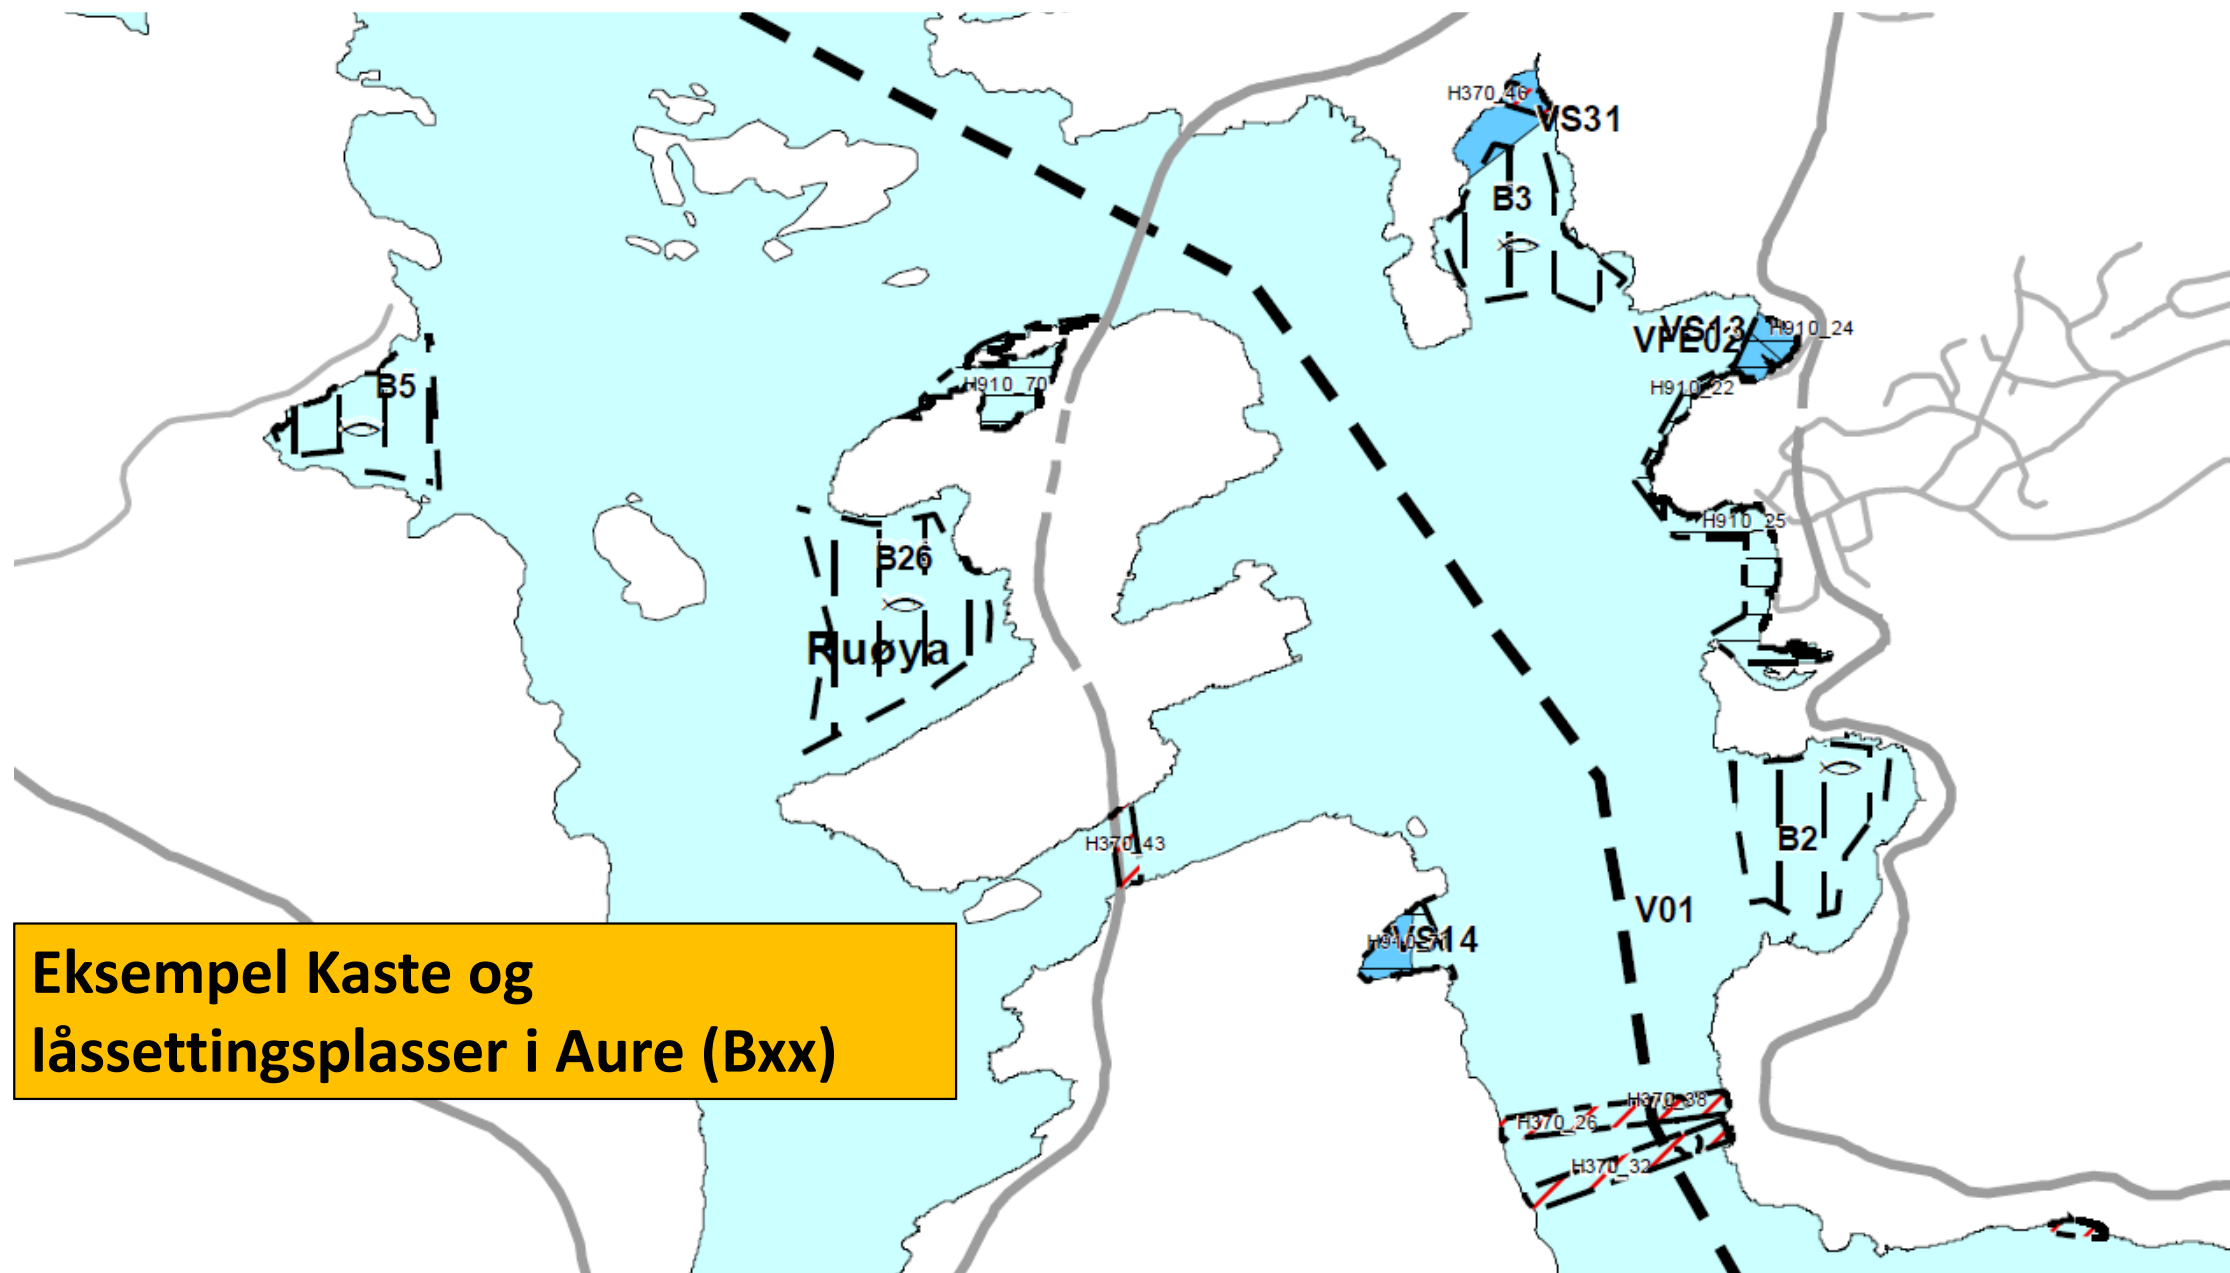 H370_46
VS31
B3
VS13
H910_24
VFE02
H910_22
B5
H910_70
H910_25
B26
Ruøya
H370_43
B2
V01
VS14
Eksempel Kaste og
låssettingsplasser i Aure (Bxx)
H370_38
H370_26
H370_32